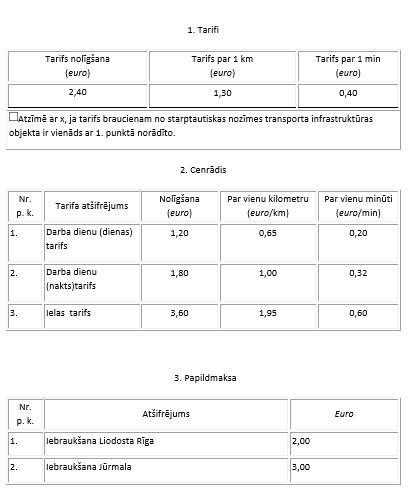 1. Tarifi
Tarifs nolīgšana Tarifs par 1 km Tarifs par 1 min
(euro) (euro) (euro)
2,40 1,30 0,40
Atzīmē ar x, ja tarifs braucienam no starptautiskas nozīmes transporta infrastruktūras
objekta ir vienāds ar 1. punktā norādīto.
2. Cenrādis
Nr. Nolīgšana Par vienu kilometru Par vienu minūti
p. k. Tarifa atšifrējums (euro) (euro/km) (euro/min)
1. Darba dienu (dienas) 1,20 0,65 0,20
tarifs
2. Darba dienu 1,80 1,00 0,32
(nakts)tarifs
3. Ielas tarifs 3,60 1,95 0,60
3. Papildmaksa
Nr. Atšifrējums Euro
p. k.
1. Iebraukšana Liodosta Rīga 2,00
2. Iebraukšana Jūrmala 3,00